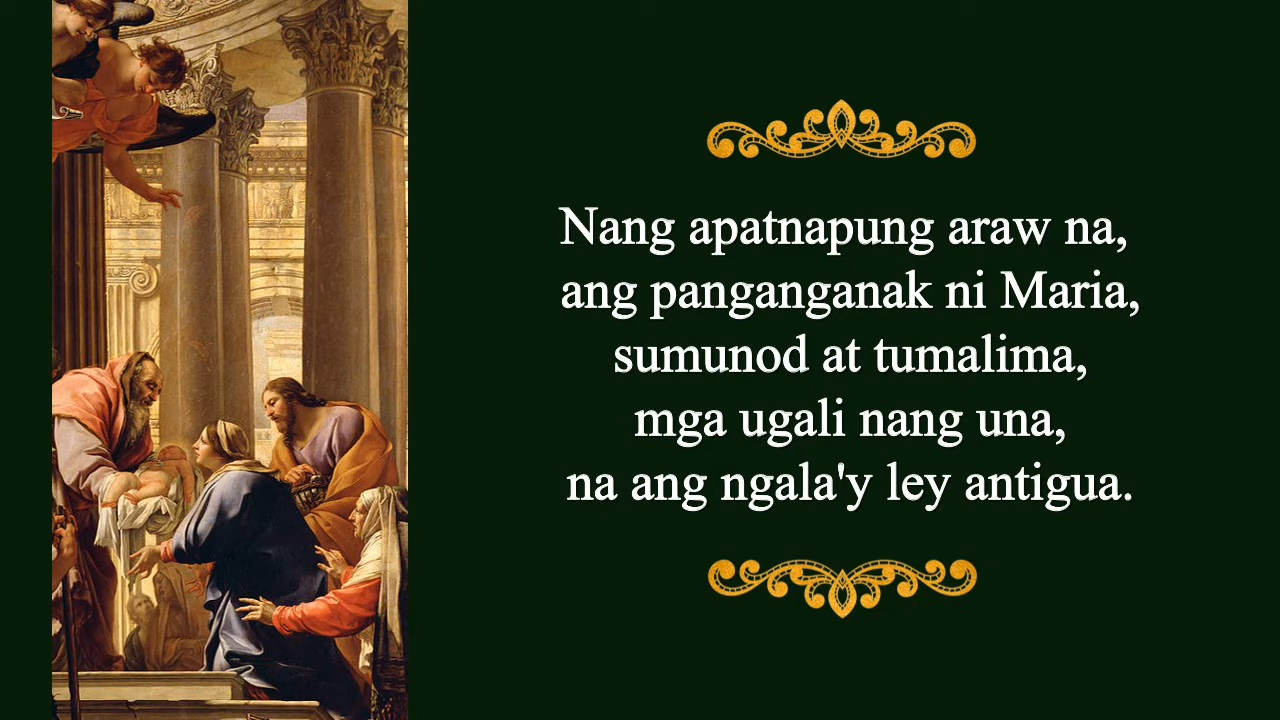 Nang apatnapung araw na,
ang panganganak ni Maria,
sumunod at tumalima,
mga ugali nang una,
na ang ngala'y ley antigua.